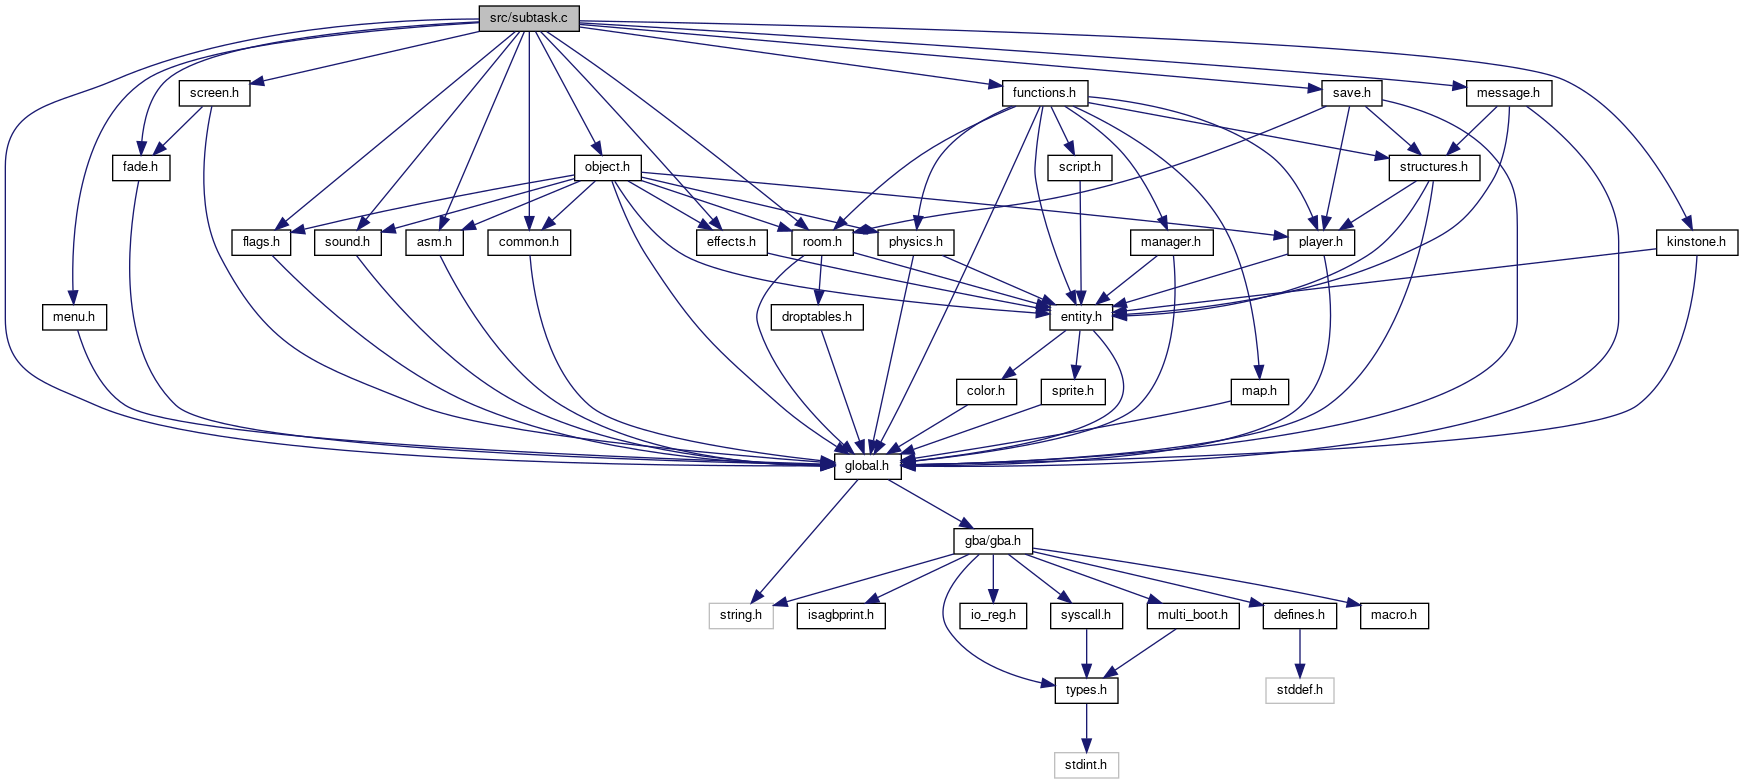 src/subtask.c
screen.h
functions.h
save.h
message.h
fade.h
object.h
script.h
structures.h
flags.h
sound.h
asm.h
common.h
effects.h
room.h
physics.h
manager.h
player.h
kinstone.h
menu.h
droptables.h
entity.h
color.h
sprite.h
map.h
global.h
gba/gba.h
string.h
isagbprint.h
io_reg.h
syscall.h
multi_boot.h
defines.h
macro.h
types.h
stddef.h
stdint.h